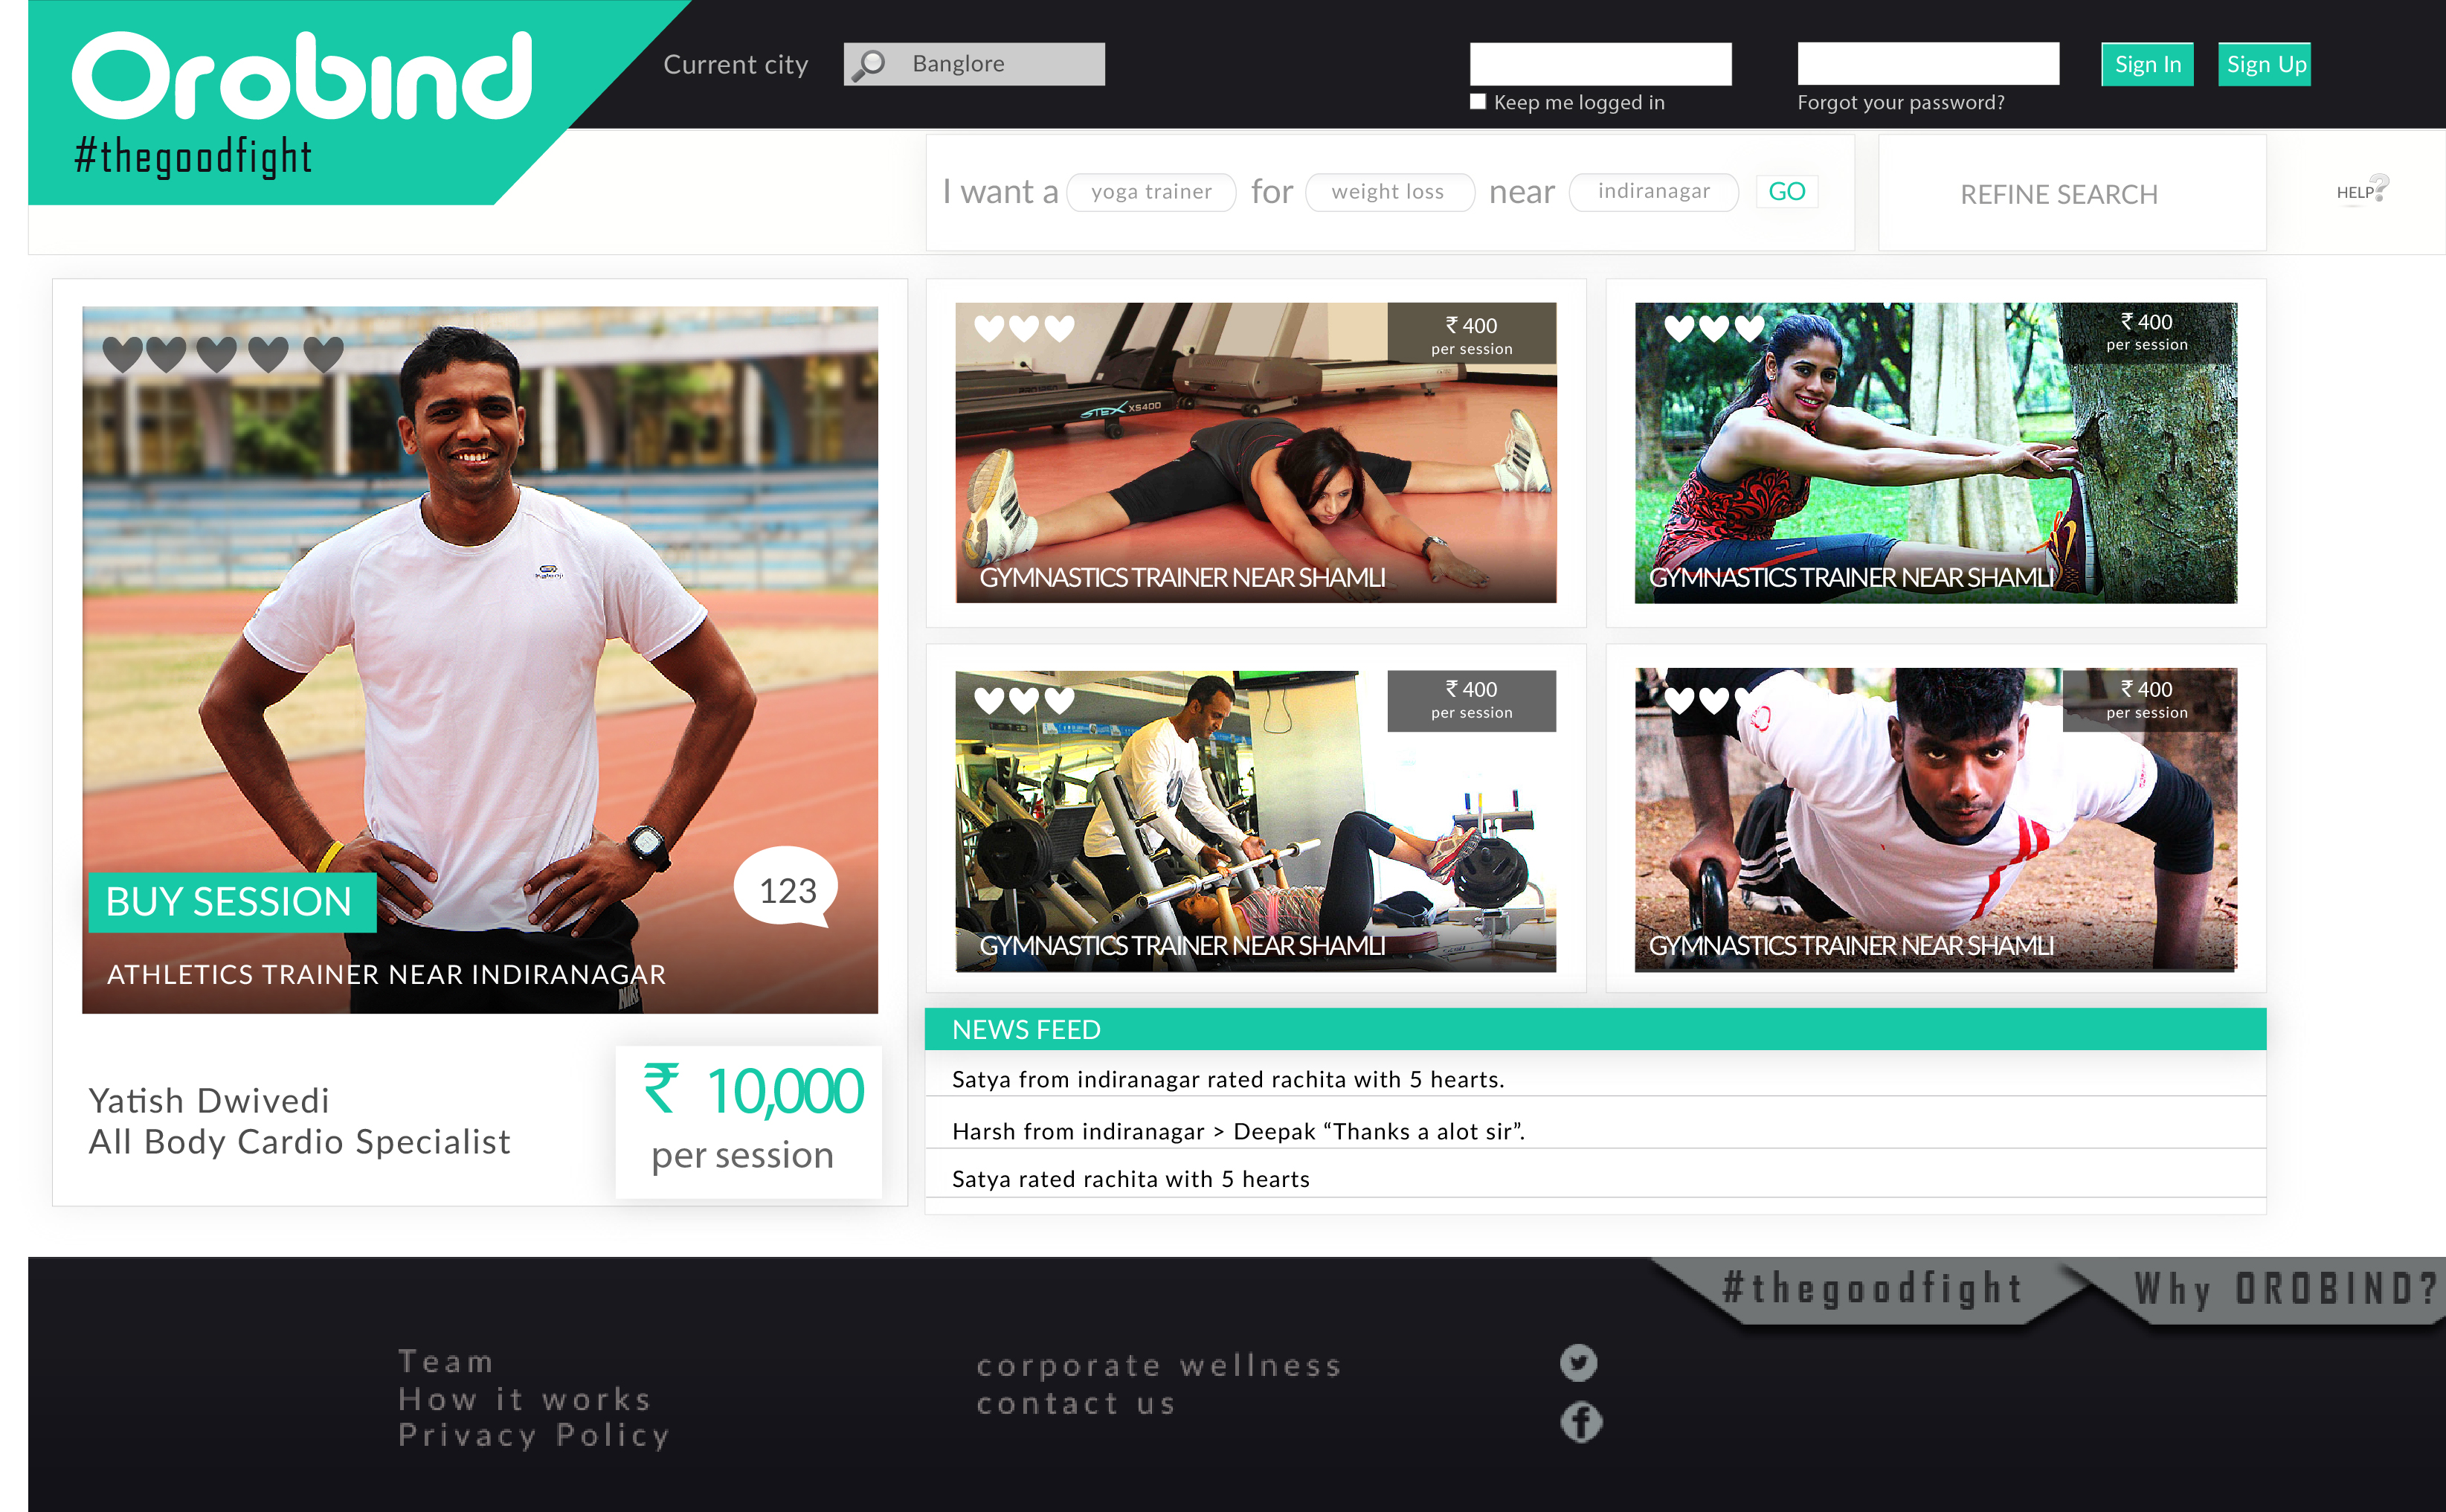 Orobind
#thegoodfight
Current city
Banglore
Keep me logged in
Forgot your password?
Sign In
Sign Up
I want a yoga trainer for weight loss near indiranagar GO
REFINE SEARCH
HELP?
BUY SESSION
123
ATHLETICS TRAINER NEAR INDIRANAGAR
NIKE
Yatish Dwivedi
All Body Cardio Specialist
₹ 10,000
per session
₹ 400
per session
STEX XS400
GYMNASTICS TRAINER NEAR SHAMLI
₹ 400
per session
GYMNASTICS TRAINER NEAR SHAMLI
₹ 400
per session
GYMNASTICS TRAINER NEAR SHAMLI
₹ 400
per session
GYMNASTICS TRAINER NEAR SHAMLI
NEWS FEED
Satya from indiranagar rated rachita with 5 hearts.
Harsh from indiranagar > Deepak “Thanks a alot sir”.
Satya rated rachita with 5 hearts
#thegoodfight
Why OROBIND?
Team
How it works
Privacy Policy
corporate wellness
contact us